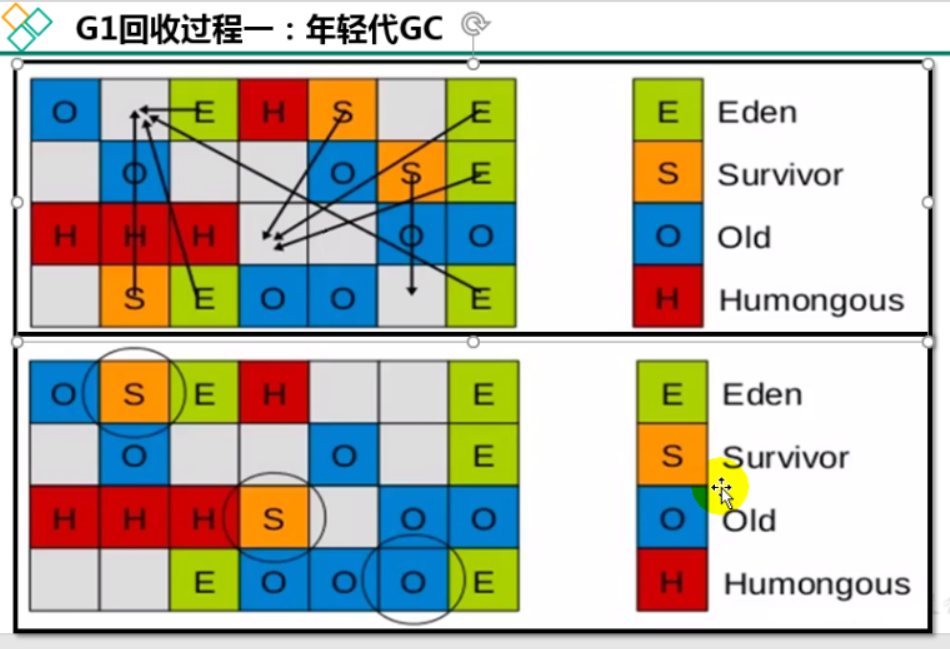 G1回收过程一：年轻代GC
O E H S E
O O S E
H H H O O
S E O O E
E Eden
S Survivor
O Old
H Humongous
O S E H E
O O E
H H H S O O
E O O O E
E Eden
S Survivor
O Old
H Humongous